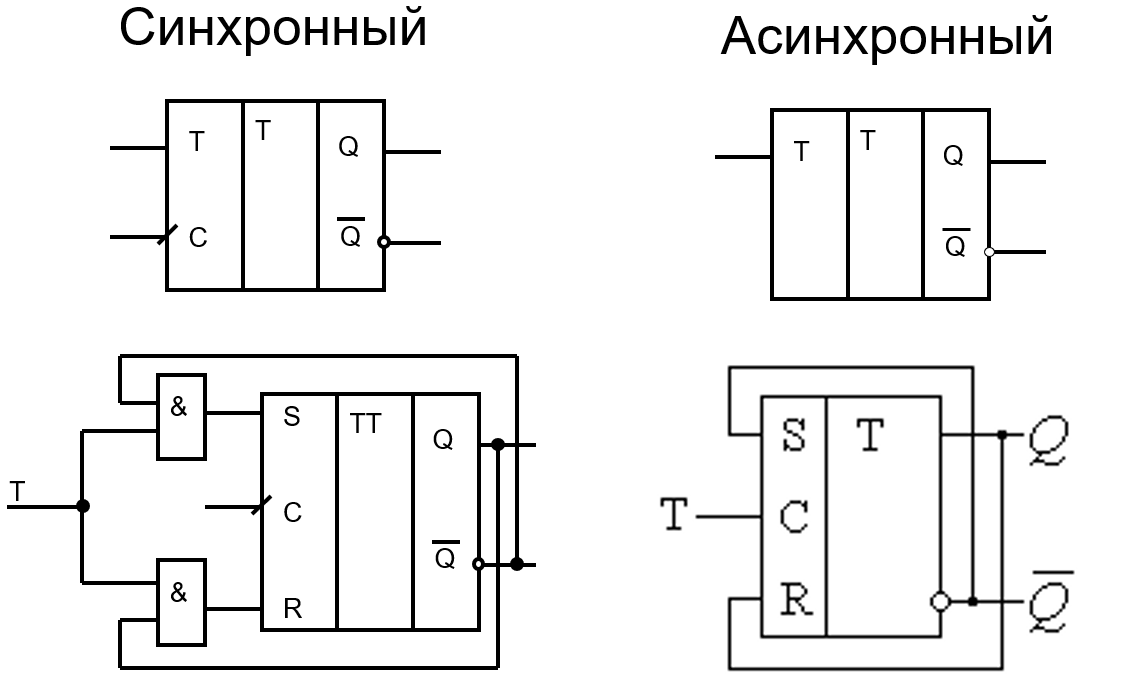 Синхронный
Асинхронный
T T Q
C Q̅
T T Q
Q̅
&
S TT Q
T
C
Q̅
&
R
S T Q
T C
R Q̅